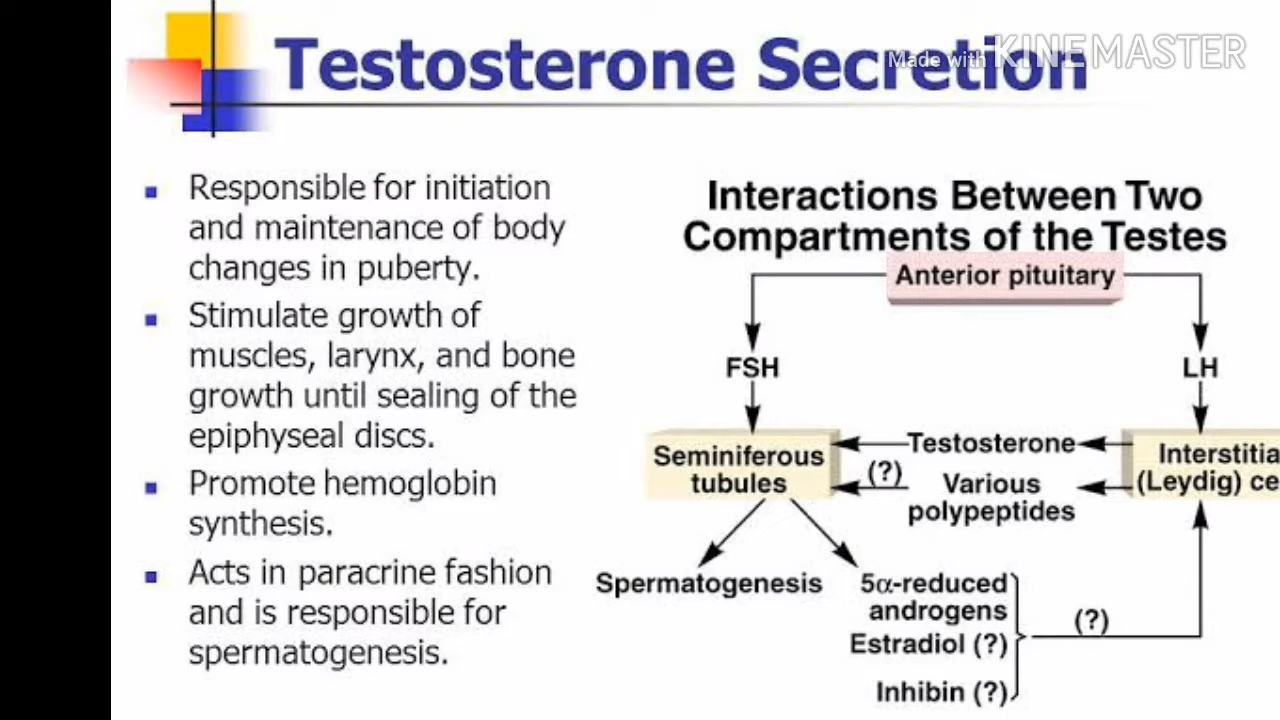 Testosterone Secretion
Made with KINEMASTER
Responsible for initiation
and maintenance of body
changes in puberty.
Stimulate growth of
muscles, larynx, and bone
growth until sealing of the
epiphyseal discs.
Promote hemoglobin
synthesis.
Acts in paracrine fashion
and is responsible for
spermatogenesis.
Interactions Between Two
Compartments of the Testes
Anterior pituitary
FSH
LH
Seminiferous
tubules
Testosterone
(?)
Various
polypeptides
Interstitia
(Leydig) ce
Spermatogenesis
5α-reduced
androgens
Estradiol (?)
Inhibin (?)
(?)